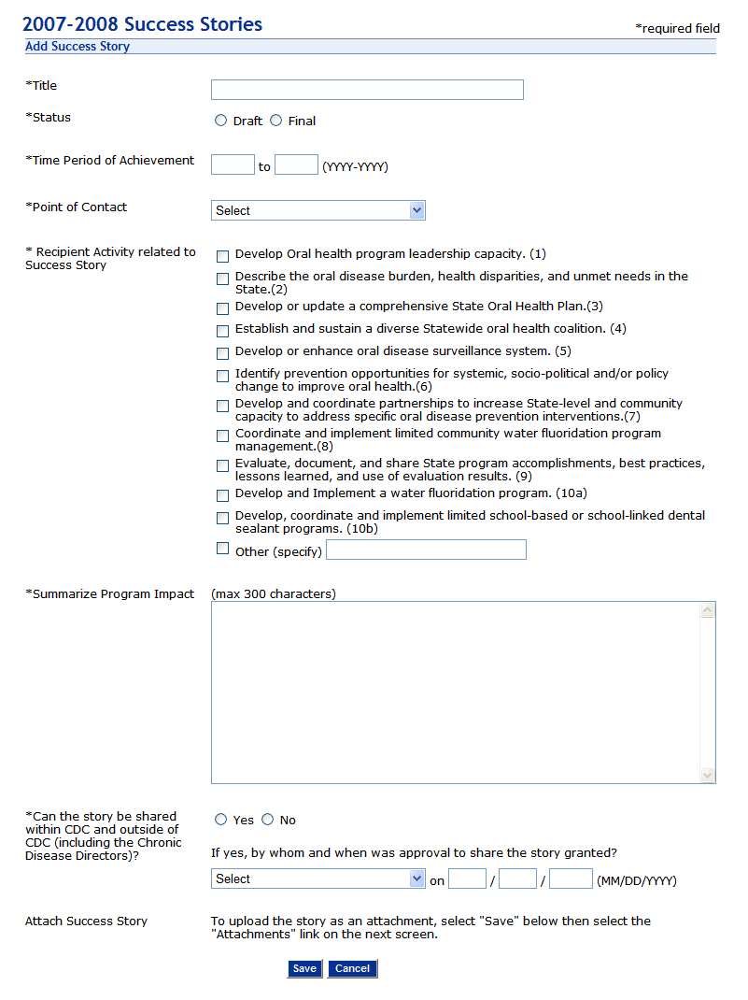 2007-2008 Success Stories
*required field
Add Success Story
*Title
*Status
Draft Final
*Time Period of Achievement
to (YYYY-YYYY)
*Point of Contact
Select
* Recipient Activity related to
Success Story
Develop Oral health program leadership capacity. (1)
Describe the oral disease burden, health disparities, and unmet needs in the
State.(2)
Develop or update a comprehensive State Oral Health Plan.(3)
Establish and sustain a diverse Statewide oral health coalition. (4)
Develop or enhance oral disease surveillance system. (5)
Identify prevention opportunities for systemic, socio-political and/or policy
change to improve oral health.(6)
Develop and coordinate partnerships to increase State-level and community
capacity to address specific oral disease prevention interventions.(7)
Coordinate and implement limited community water fluoridation program
management.(8)
Evaluate, document, and share State program accomplishments, best practices,
lessons learned, and use of evaluation results. (9)
Develop and Implement a water fluoridation program. (10a)
Develop, coordinate and implement limited school-based or school-linked dental
sealant programs. (10b)
Other (specify)
*Summarize Program Impact
(max 300 characters)
*Can the story be shared
within CDC and outside of
CDC (including the Chronic
Disease Directors)?
Yes No
If yes, by whom and when was approval to share the story granted?
Select on / / (MM/DD/YYYY)
Attach Success Story
To upload the story as an attachment, select "Save" below then select the
"Attachments" link on the next screen.
Save Cancel